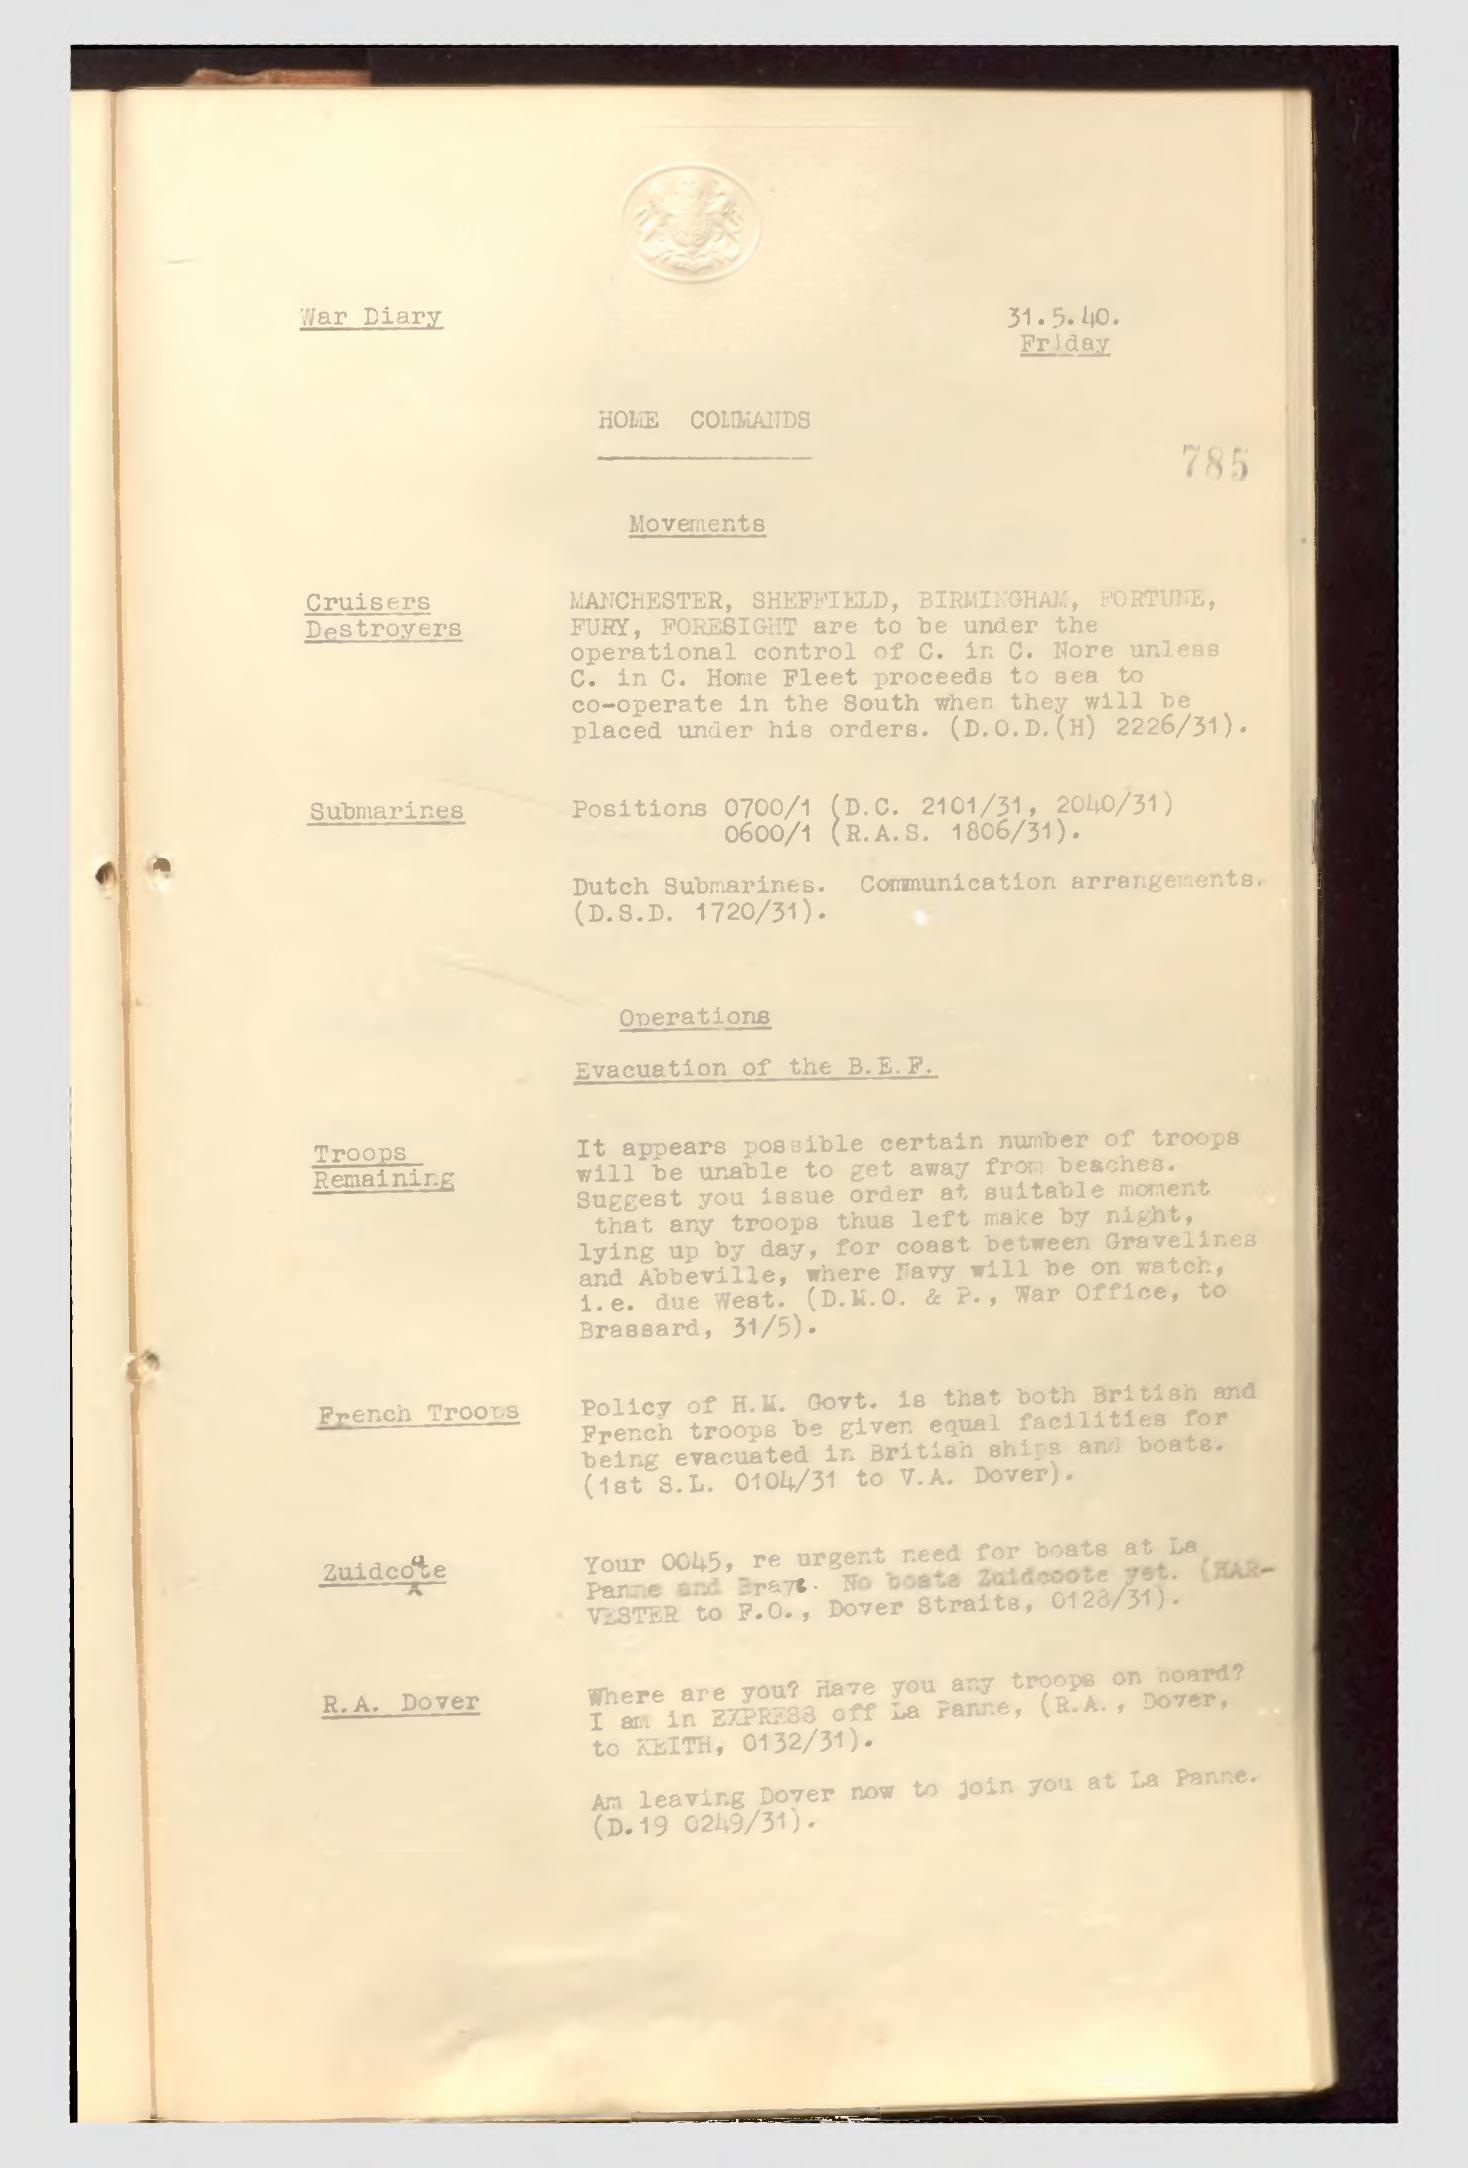 War Diary
31.5.40.
Friday
HOME COMMANDS
785
Movements
Cruisers
Destroyers
MANCHESTER, SHEFFIELD, BIRMINGHAM, FORTUNE,
FURY, FORESIGHT are to be under the
operational control of C. in C. Nore unless
C. in C. Home Fleet proceeds to sea to
co-operate in the South when they will be
placed under his orders. (D.O.D.(H) 2226/31).
Submarines
Positions 0700/1 (D.C. 2101/31, 2040/31)
0600/1 (R.A.S. 1806/31).
Dutch Submarines. Communication arrangements.
(D.S.D. 1720/31).
Operations
Evacuation of the B.E.F.
Troops
Remaining
It appears possible certain number of troops
will be unable to get away from beaches.
Suggest you issue order at suitable moment
that any troops thus left make by night,
lying up by day, for coast between Gravelines
and Abbeville, where Navy will be on watch,
i.e. due West. (D.M.O. & P., War Office, to
Brassard, 31/5).
French Troops
Policy of H.M. Govt. is that both British and
French troops be given equal facilities for
being evacuated in British ships and boats.
(1st S.L. 0104/31 to V.A. Dover).
Zuidcote
Your 0045, re urgent need for boats at La
Panne and Bray. No boats Zuidcoote yet. (HAR-
VESTER to F.O., Dover Straits, 0128/31).
R.A. Dover
Where are you? Have you any troops on board?
I am in EXPRESS off La Panne, (R.A., Dover,
to KEITH, 0132/31).
Am leaving Dover now to join you at La Panne.
(D.19 0249/31).